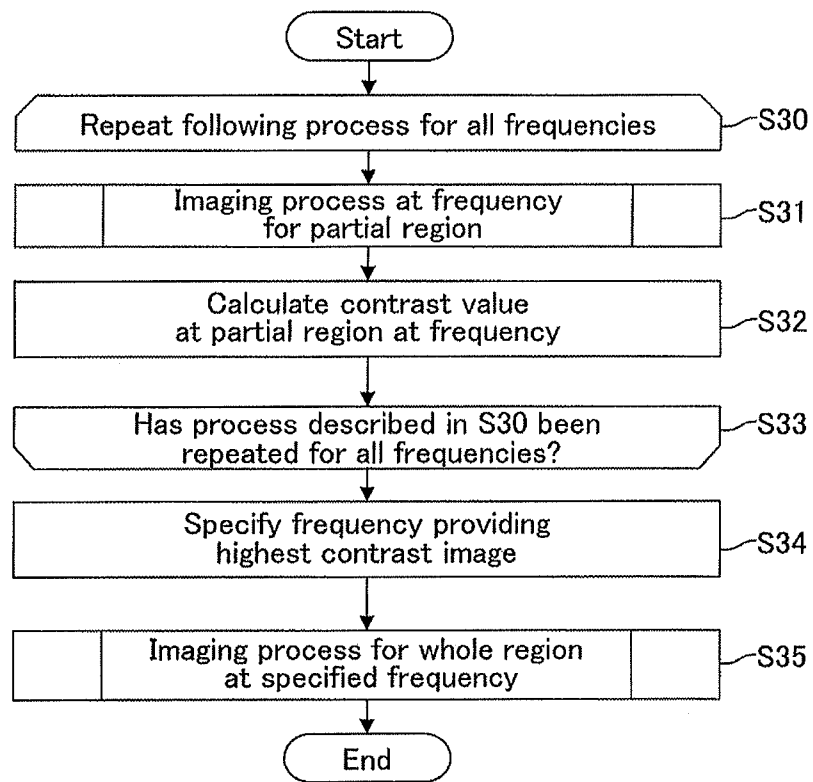 Start
Repeat following process for all frequencies
S30
Imaging process at frequency
for partial region
S31
Calculate contrast value
at partial region at frequency
S32
Has process described in S30 been
repeated for all frequencies?
S33
Specify frequency providing
highest contrast image
S34
Imaging process for whole region
at specified frequency
S35
End